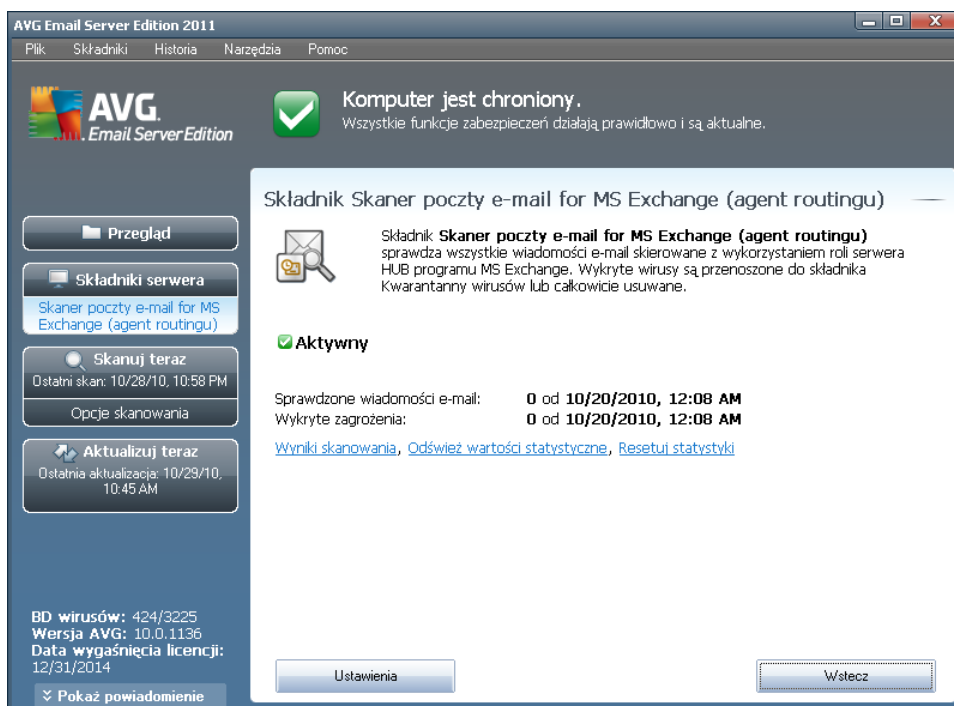 AVG Email Server Edition 2011
Plik Składniki Historia Narzędzia Pomoc
AVG.
Email Server Edition
Komputer jest chroniony.
Wszystkie funkcje zabezpieczeń działają prawidłowo i są aktualne.
Przegląd
Składniki serwera
Skaner poczty e-mail for MS
Exchange (agent routingu)
Skanuj teraz
Ostatni skan: 10/28/10, 10:58 PM
Opcje skanowania
Aktualizuj teraz
Ostatnia aktualizacja: 10/29/10,
10:45 AM
BD wirusów: 424/3225
Wersja AVG: 10.0.1136
Data wygaśnięcia licencji:
12/31/2014
Pokaż powiadomienie
Składnik Skaner poczty e-mail for MS Exchange (agent routingu)
Składnik Skaner poczty e-mail for MS Exchange (agent routingu)
sprawdza wszystkie wiadomości e-mail skierowane z wykorzystaniem roli serwera
HUB programu MS Exchange. Wykryte wirusy są przenoszone do składnika
Kwarantanny wirusów lub całkowicie usuwane.
Aktywny
Sprawdzone wiadomości e-mail: 0 od 10/20/2010, 12:08 AM
Wykryte zagrożenia: 0 od 10/20/2010, 12:08 AM
Wyniki skanowania, Odśwież wartości statystyczne, Resetuj statystyki
Ustawienia
Wstecz